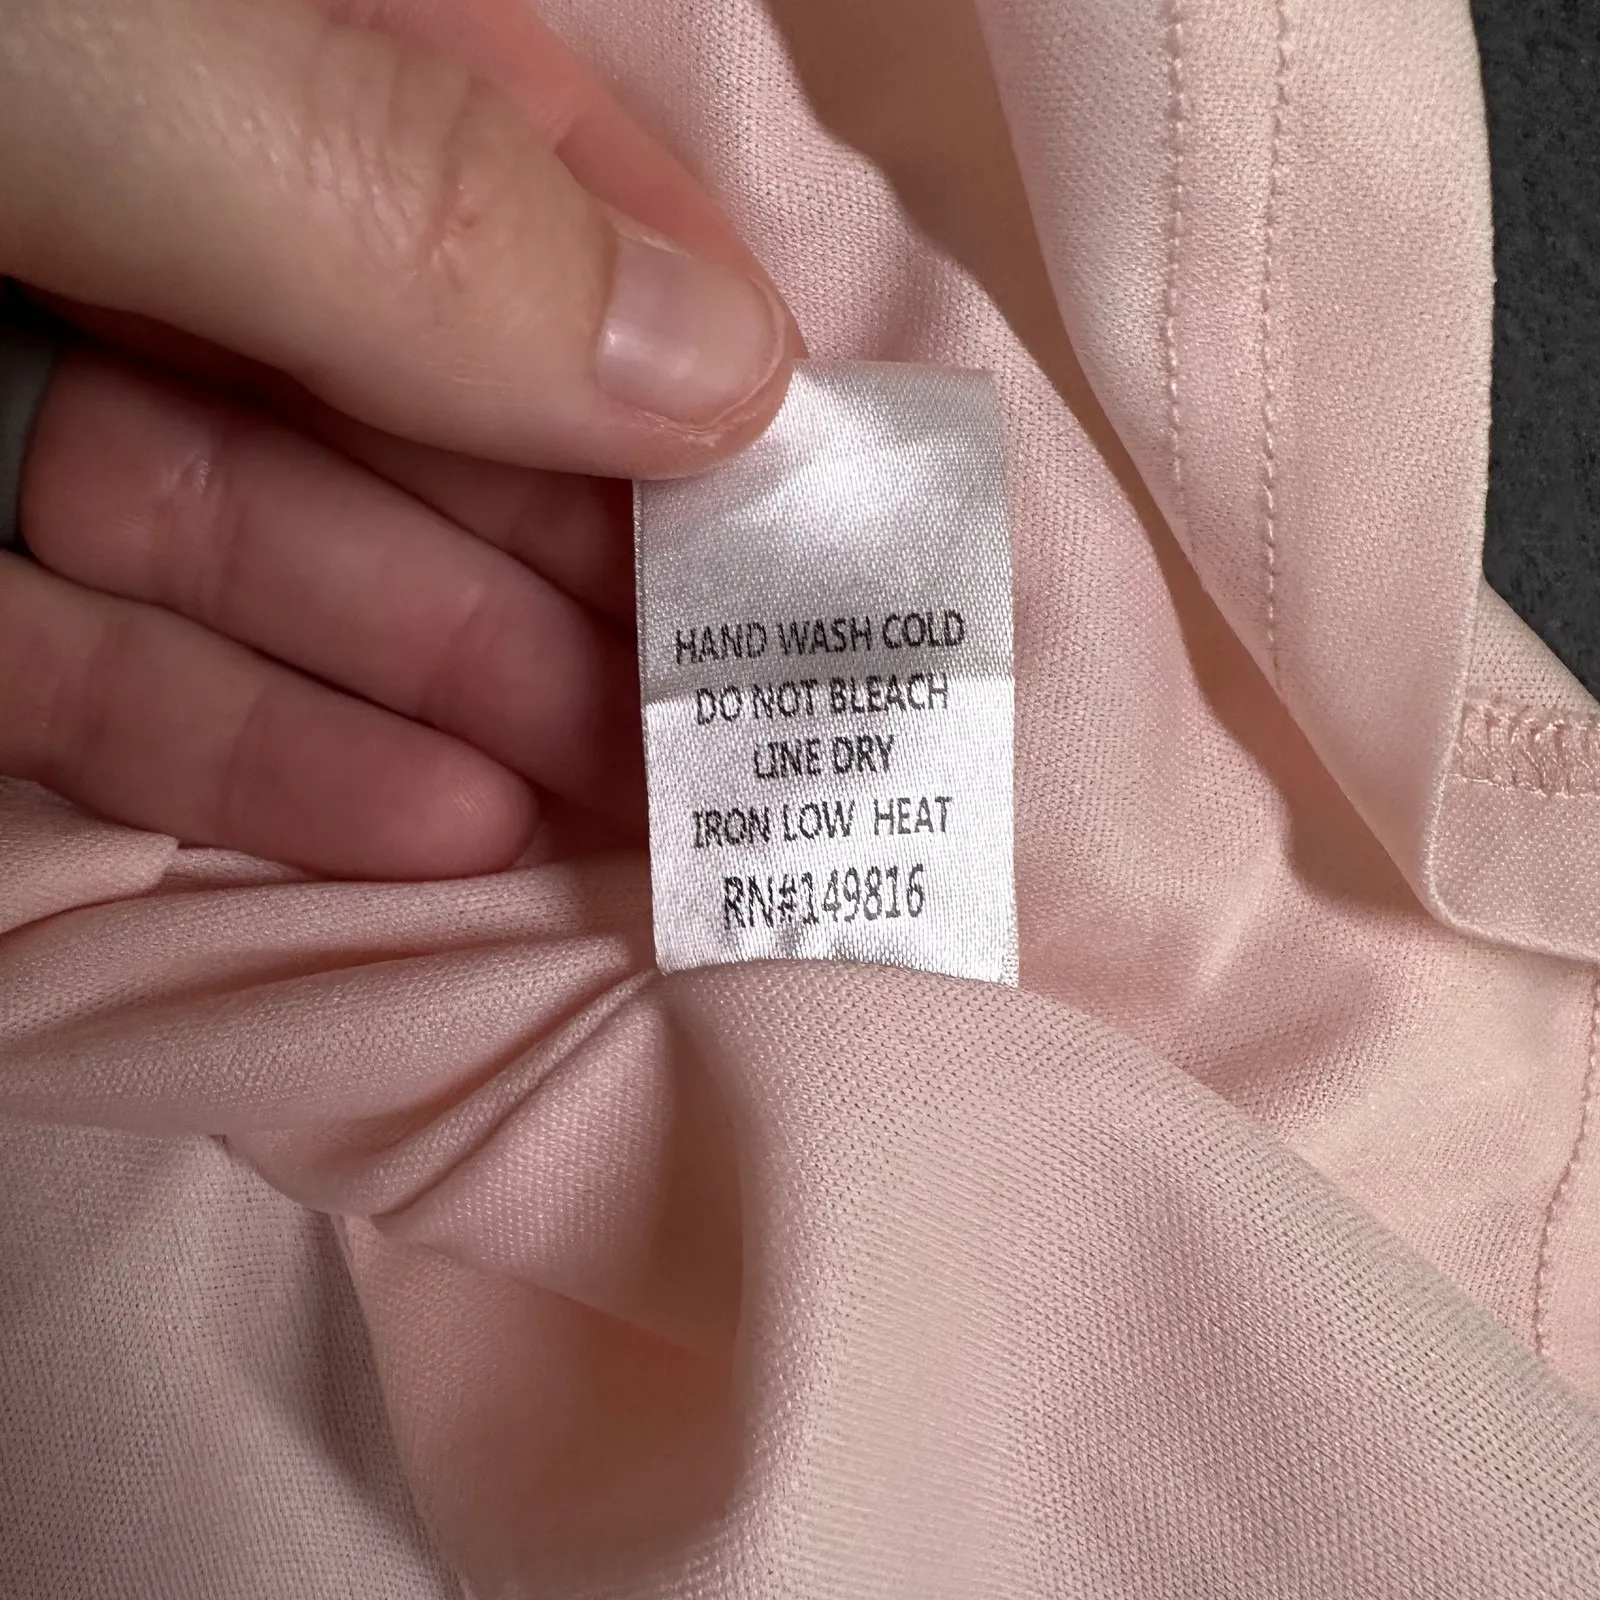 HAND WASH COLD
DO NOT BLEACH
LINE DRY
IRON LOW HEAT
RN#149816